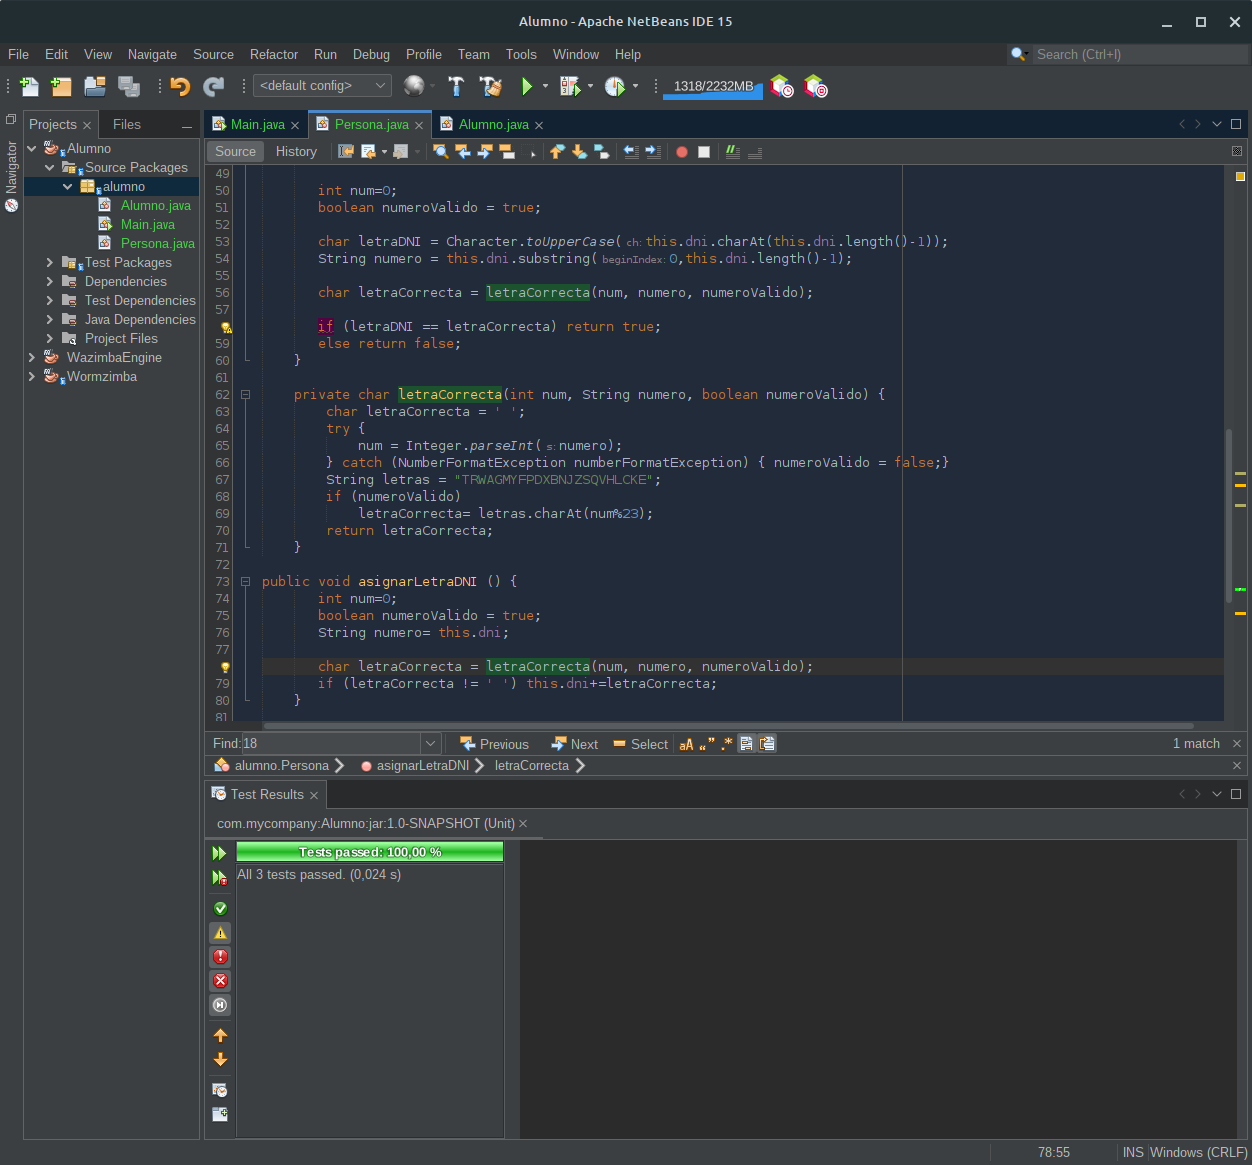 Alumno - Apache NetBeans IDE 15
File Edit View Navigate Source Refactor Run Debug Profile Team Tools Window Help
Search (Ctrl+I)
<default config>
1318/2232MB
Navigator
Projects
Files
Alumno
Source Packages
alumno
Alumno.java
Main.java
Persona.java
Test Packages
Dependencies
Test Dependencies
Java Dependencies
Project Files
WazimbaEngine
Wormzimba
Main.java
Persona.java
Alumno.java
Source
History
49
50 int num=0;
51 boolean numeroValido = true;
52
53 char letraDNI = Character.toUpperCase( ch: this.dni.charAt(this.dni.length()-1));
54 String numero = this.dni.substring( beginIndex: 0,this.dni.length()-1);
55
56 char letraCorrecta = letraCorrecta(num, numero, numeroValido);
57
if (letraDNI == letraCorrecta) return true;
59 else return false;
60 }
61
62 private char letraCorrecta(int num, String numero, boolean numeroValido) {
63 char letraCorrecta = ' ';
64 try {
65 num = Integer.parseInt( s: numero);
66 } catch (NumberFormatException numberFormatException) { numeroValido = false;}
67 String letras = "TRWAGMYFPDXBNJZSQVHLCKE";
68 if (numeroValido)
69 letraCorrecta= letras.charAt(num%23);
70 return letraCorrecta;
71 }
72
73 public void asignarLetraDNI () {
74 int num=0;
75 boolean numeroValido = true;
76 String numero= this.dni;
77
char letraCorrecta = letraCorrecta(num, numero, numeroValido);
79 if (letraCorrecta != ' ') this.dni+=letraCorrecta;
80 }
81
Find: 18
Previous
Next
Select
aA
1 match
alumno.Persona
asignarLetraDNI
letraCorrecta
Test Results
com.mycompany:Alumno:jar:1.0-SNAPSHOT (Unit)
Tests passed: 100,00 %
All 3 tests passed. (0,024 s)
78:55
INS
Windows (CRLF)